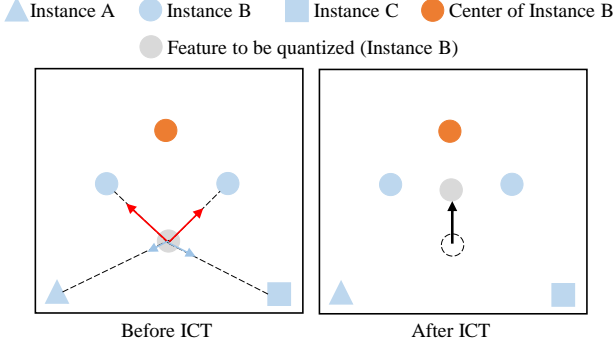 Instance A Instance B Instance C Center of Instance B
Feature to be quantized (Instance B)
Before ICT After ICT